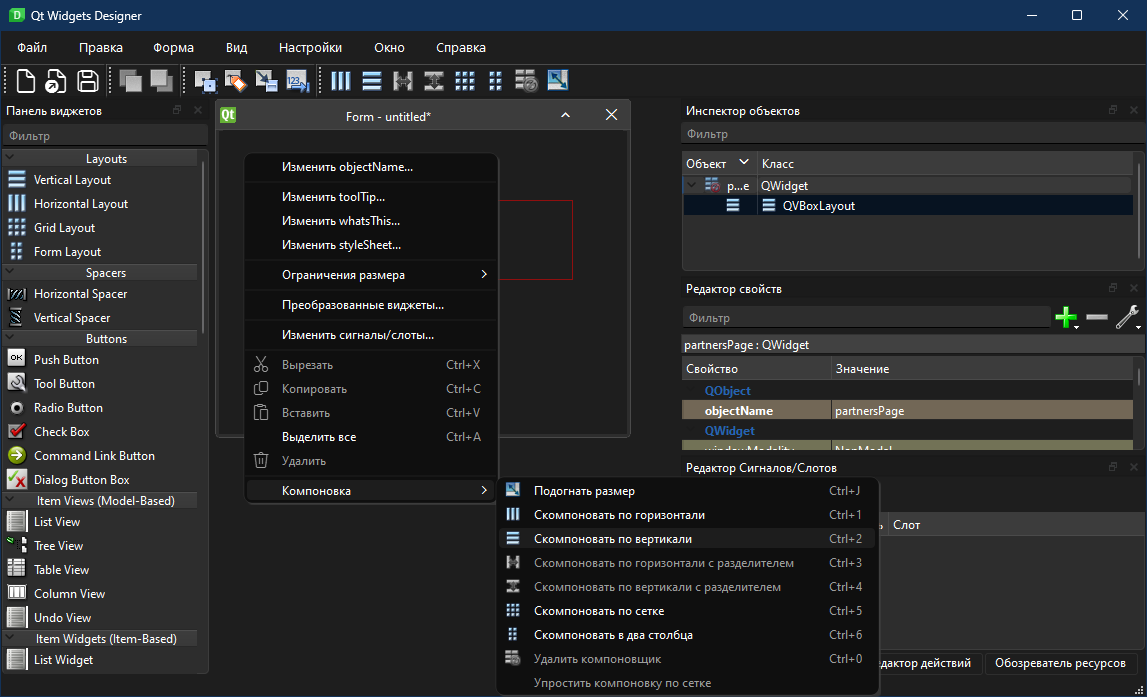 Qt Widgets Designer
Файл Правка Форма Вид Настройки Окно Справка
123
Панель виджетов
Фильтр
Layouts
Vertical Layout
Horizontal Layout
Grid Layout
Form Layout
Spacers
Horizontal Spacer
Vertical Spacer
Buttons
OK Push Button
Tool Button
Radio Button
Check Box
Command Link Button
Dialog Button Box
Item Views (Model-Based)
List View
Tree View
Table View
Column View
Undo View
Item Widgets (Item-Based)
List Widget
Qt Form - untitled*
Изменить objectName...
Изменить toolTip...
Изменить whatsThis...
Изменить styleSheet...
Ограничения размера
Преобразованные виджеты...
Изменить сигналы/слоты...
Вырезать Ctrl+X
Копировать Ctrl+C
Вставить Ctrl+V
Выделить все Ctrl+A
Удалить
Компоновка
Подогнать размер Ctrl+J
Скомпоновать по горизонтали Ctrl+1
Скомпоновать по вертикали Ctrl+2
Скомпоновать по горизонтали с разделителем Ctrl+3
Скомпоновать по вертикали с разделителем Ctrl+4
Скомпоновать по сетке Ctrl+5
Скомпоновать в два столбца Ctrl+6
Удалить компоновщик Ctrl+0
Упростить компоновку по сетке
Инспектор объектов
Фильтр
Объект Класс
p...e QWidget
QVBoxLayout
Редактор свойств
Фильтр
partnersPage : QWidget
Свойство Значение
QObject
objectName partnersPage
QWidget
windowModality NonModal
Редактор Сигналов/Слотов
ь Слот
дактор действий Обозреватель ресурсов